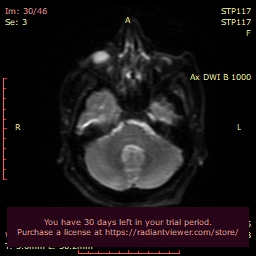 Im: 30/46
Se: 3
STP117
STP117
F
A
Ax DWI B 1000
R
L
You have 30 days left in your trial period.
Purchase a license at https://radiantviewer.com/store/